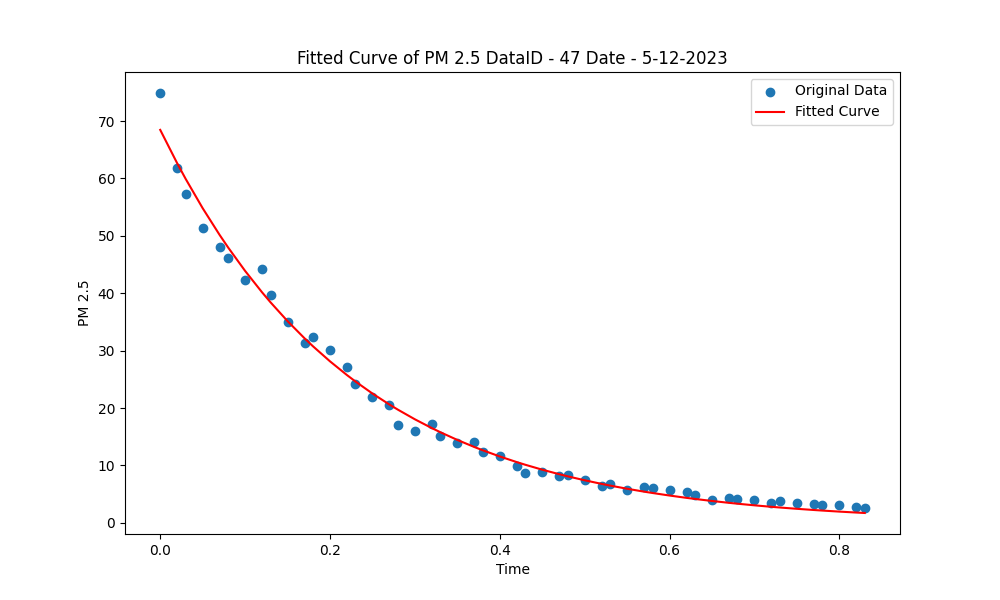 Fitted Curve of PM 2.5 DataID - 47 Date - 5-12-2023
Original Data
Fitted Curve
70
60
50
40
30
20
10
0
PM 2.5
0.0 0.2 0.4 0.6 0.8
Time